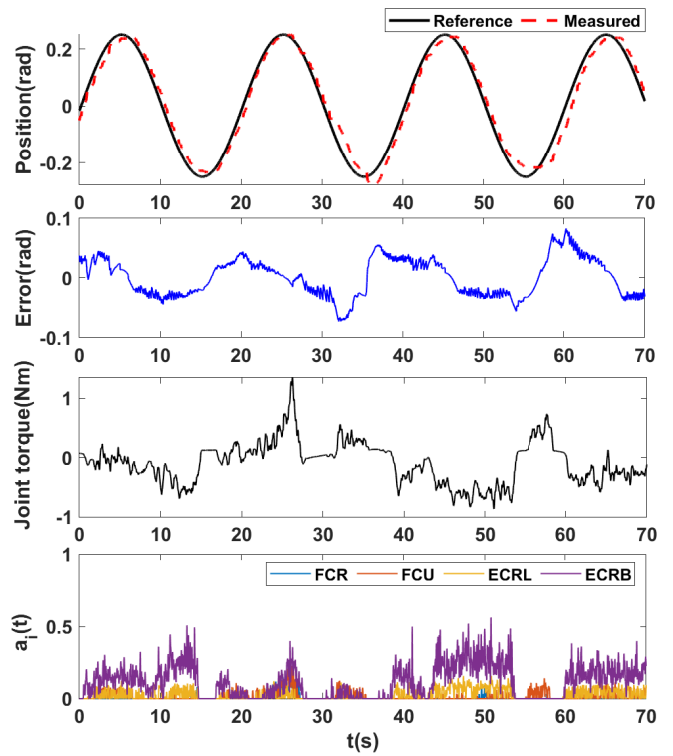 Reference Measured
Position(rad)
0.2
0
-0.2
0 10 20 30 40 50 60 70
Error(rad)
0.1
0
-0.1
0 10 20 30 40 50 60 70
Joint torque(Nm)
1
0
-1
0 10 20 30 40 50 60 70
a_i(t)
1
0.5
0
FCR FCU ECRL ECRB
0 10 20 30 40 50 60 70
t(s)